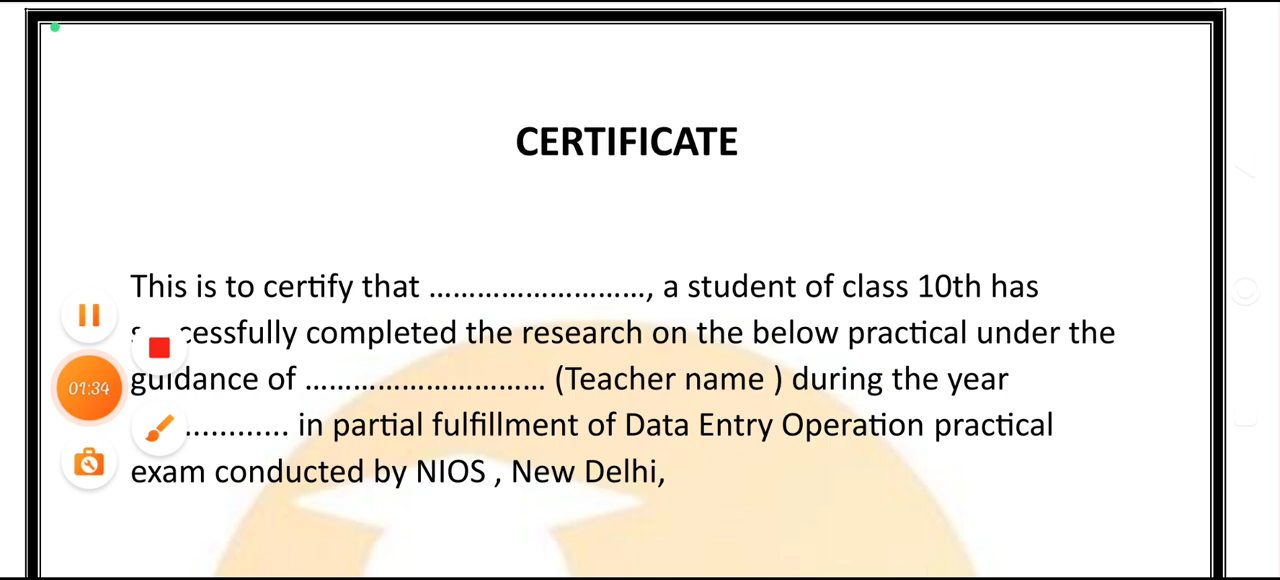 CERTIFICATE
This is to certify that ..........................., a student of class 10th has
cessfully completed the research on the below practical under the
guidance of .............................. (Teacher name ) during the year
............. in partial fulfillment of Data Entry Operation practical
exam conducted by NIOS , New Delhi,
01:34